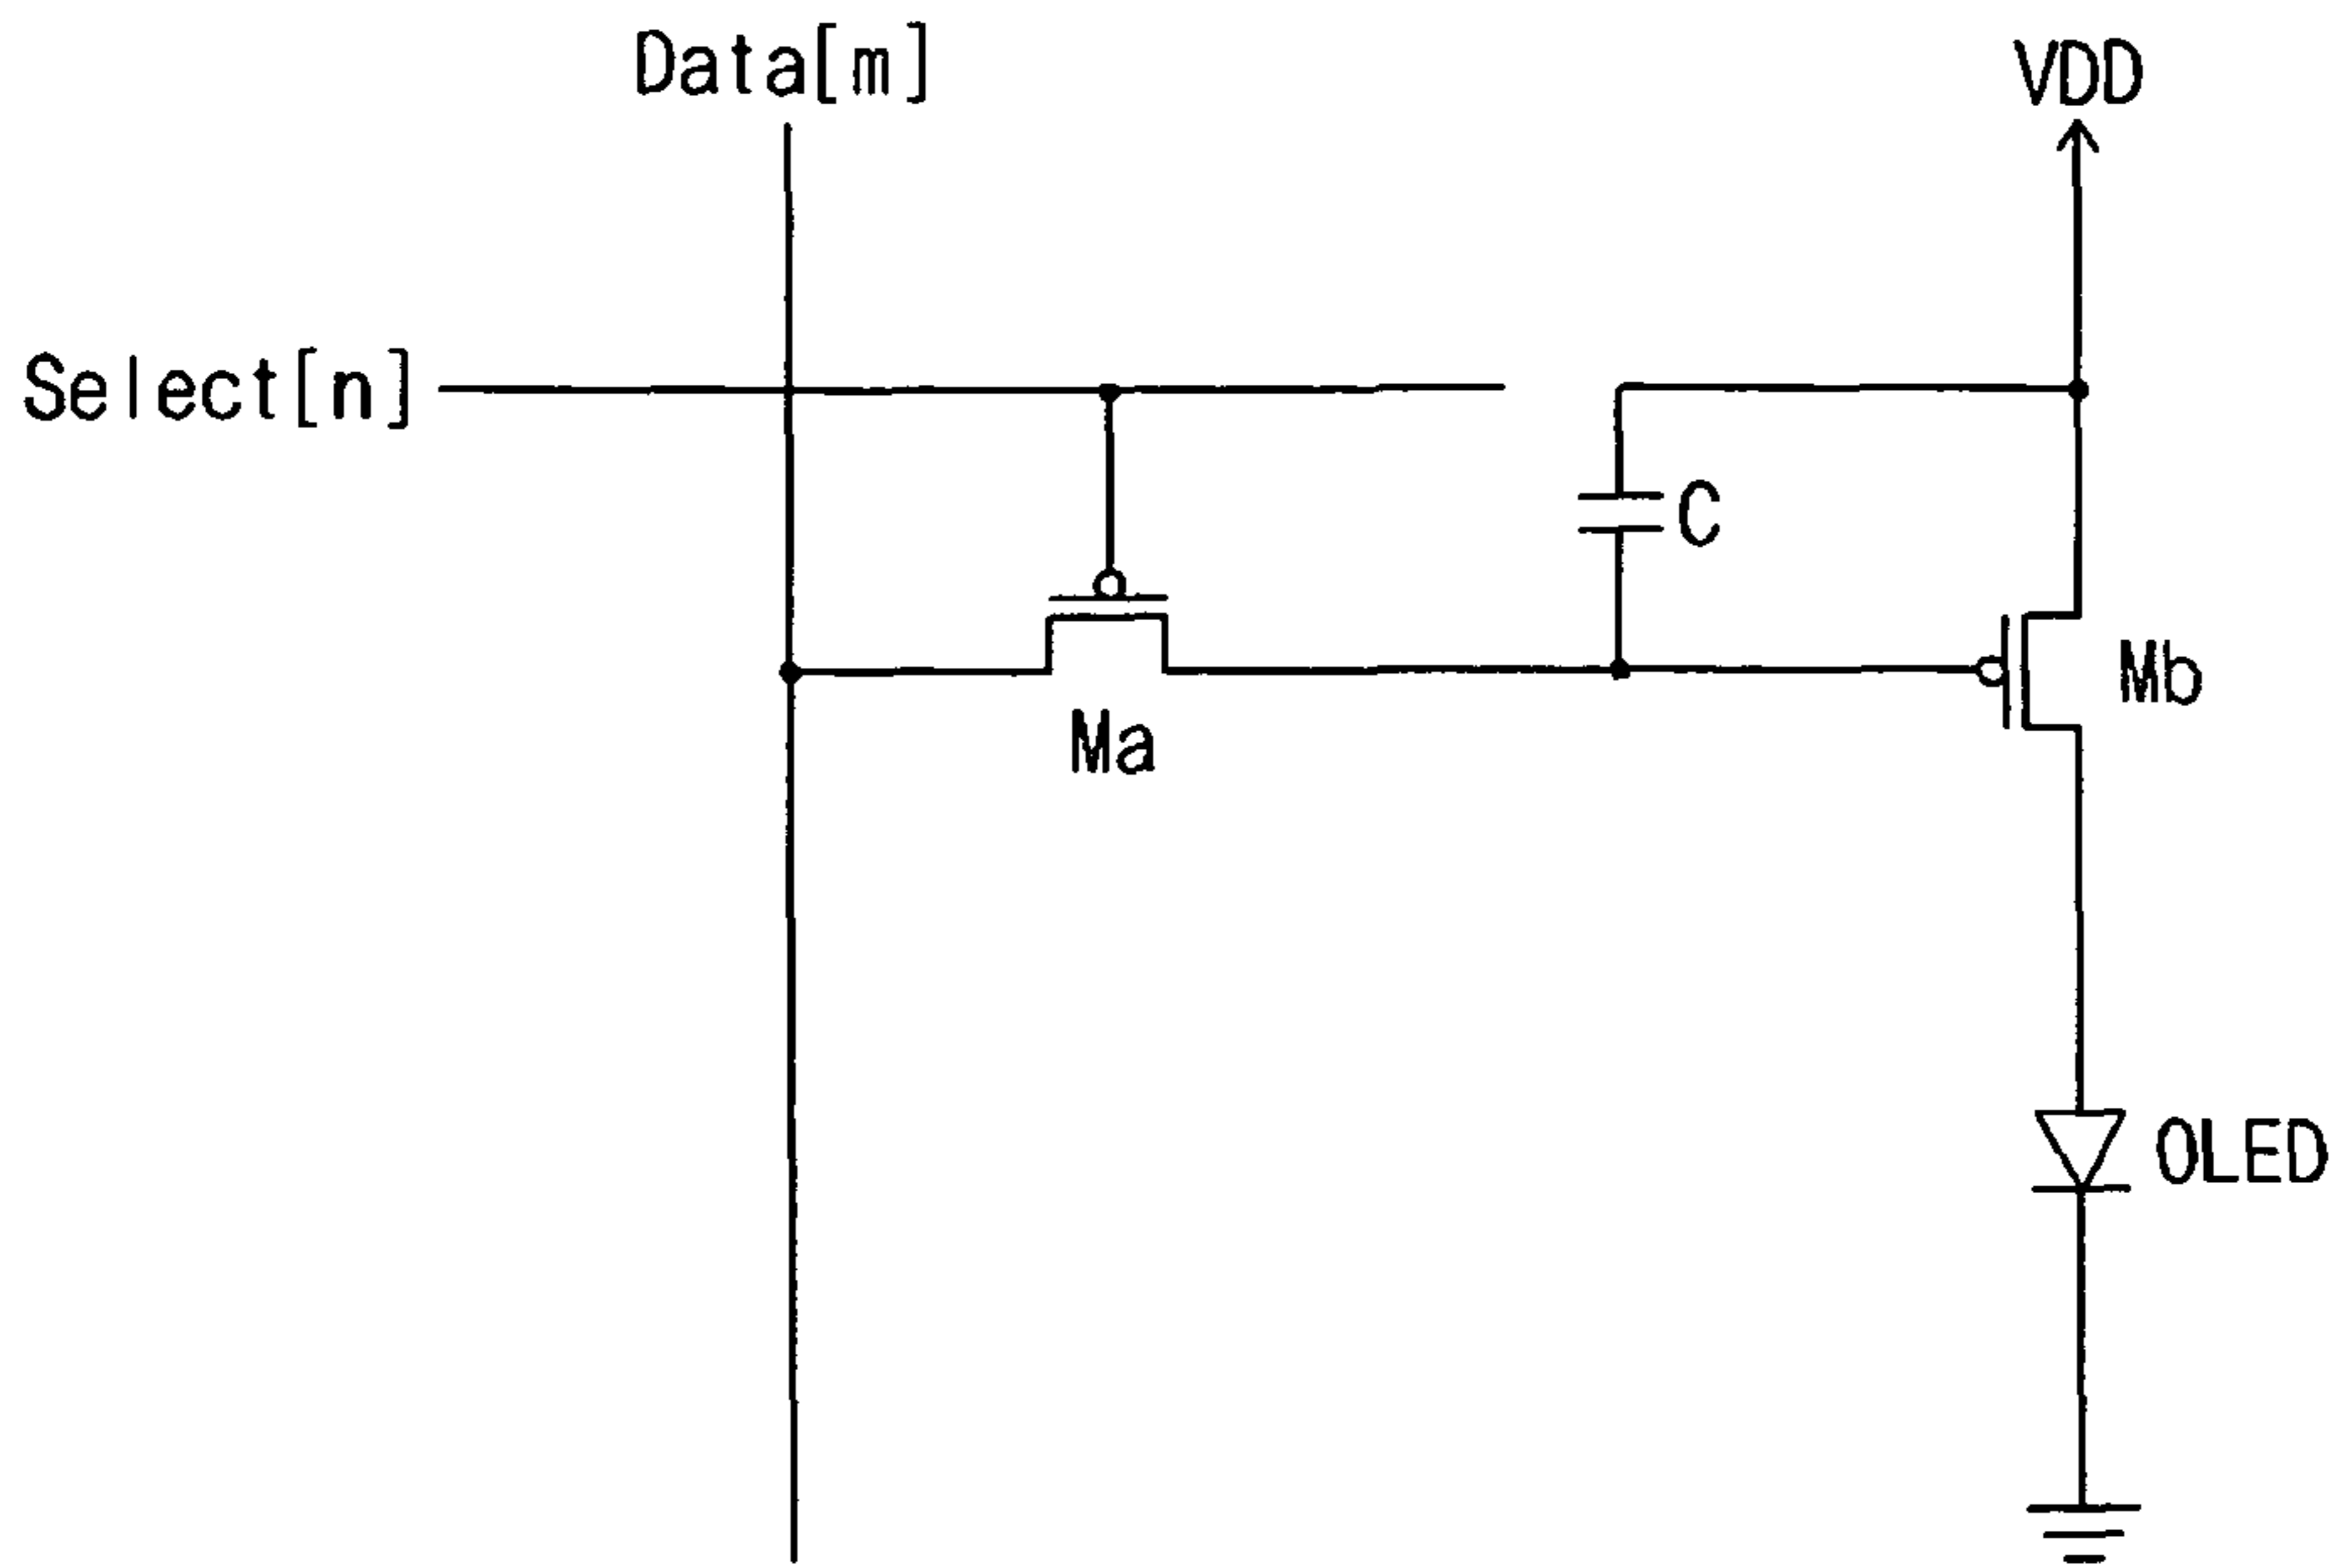 Data[m]
VDD
Select[n]
C
Mb
Ma
OLED